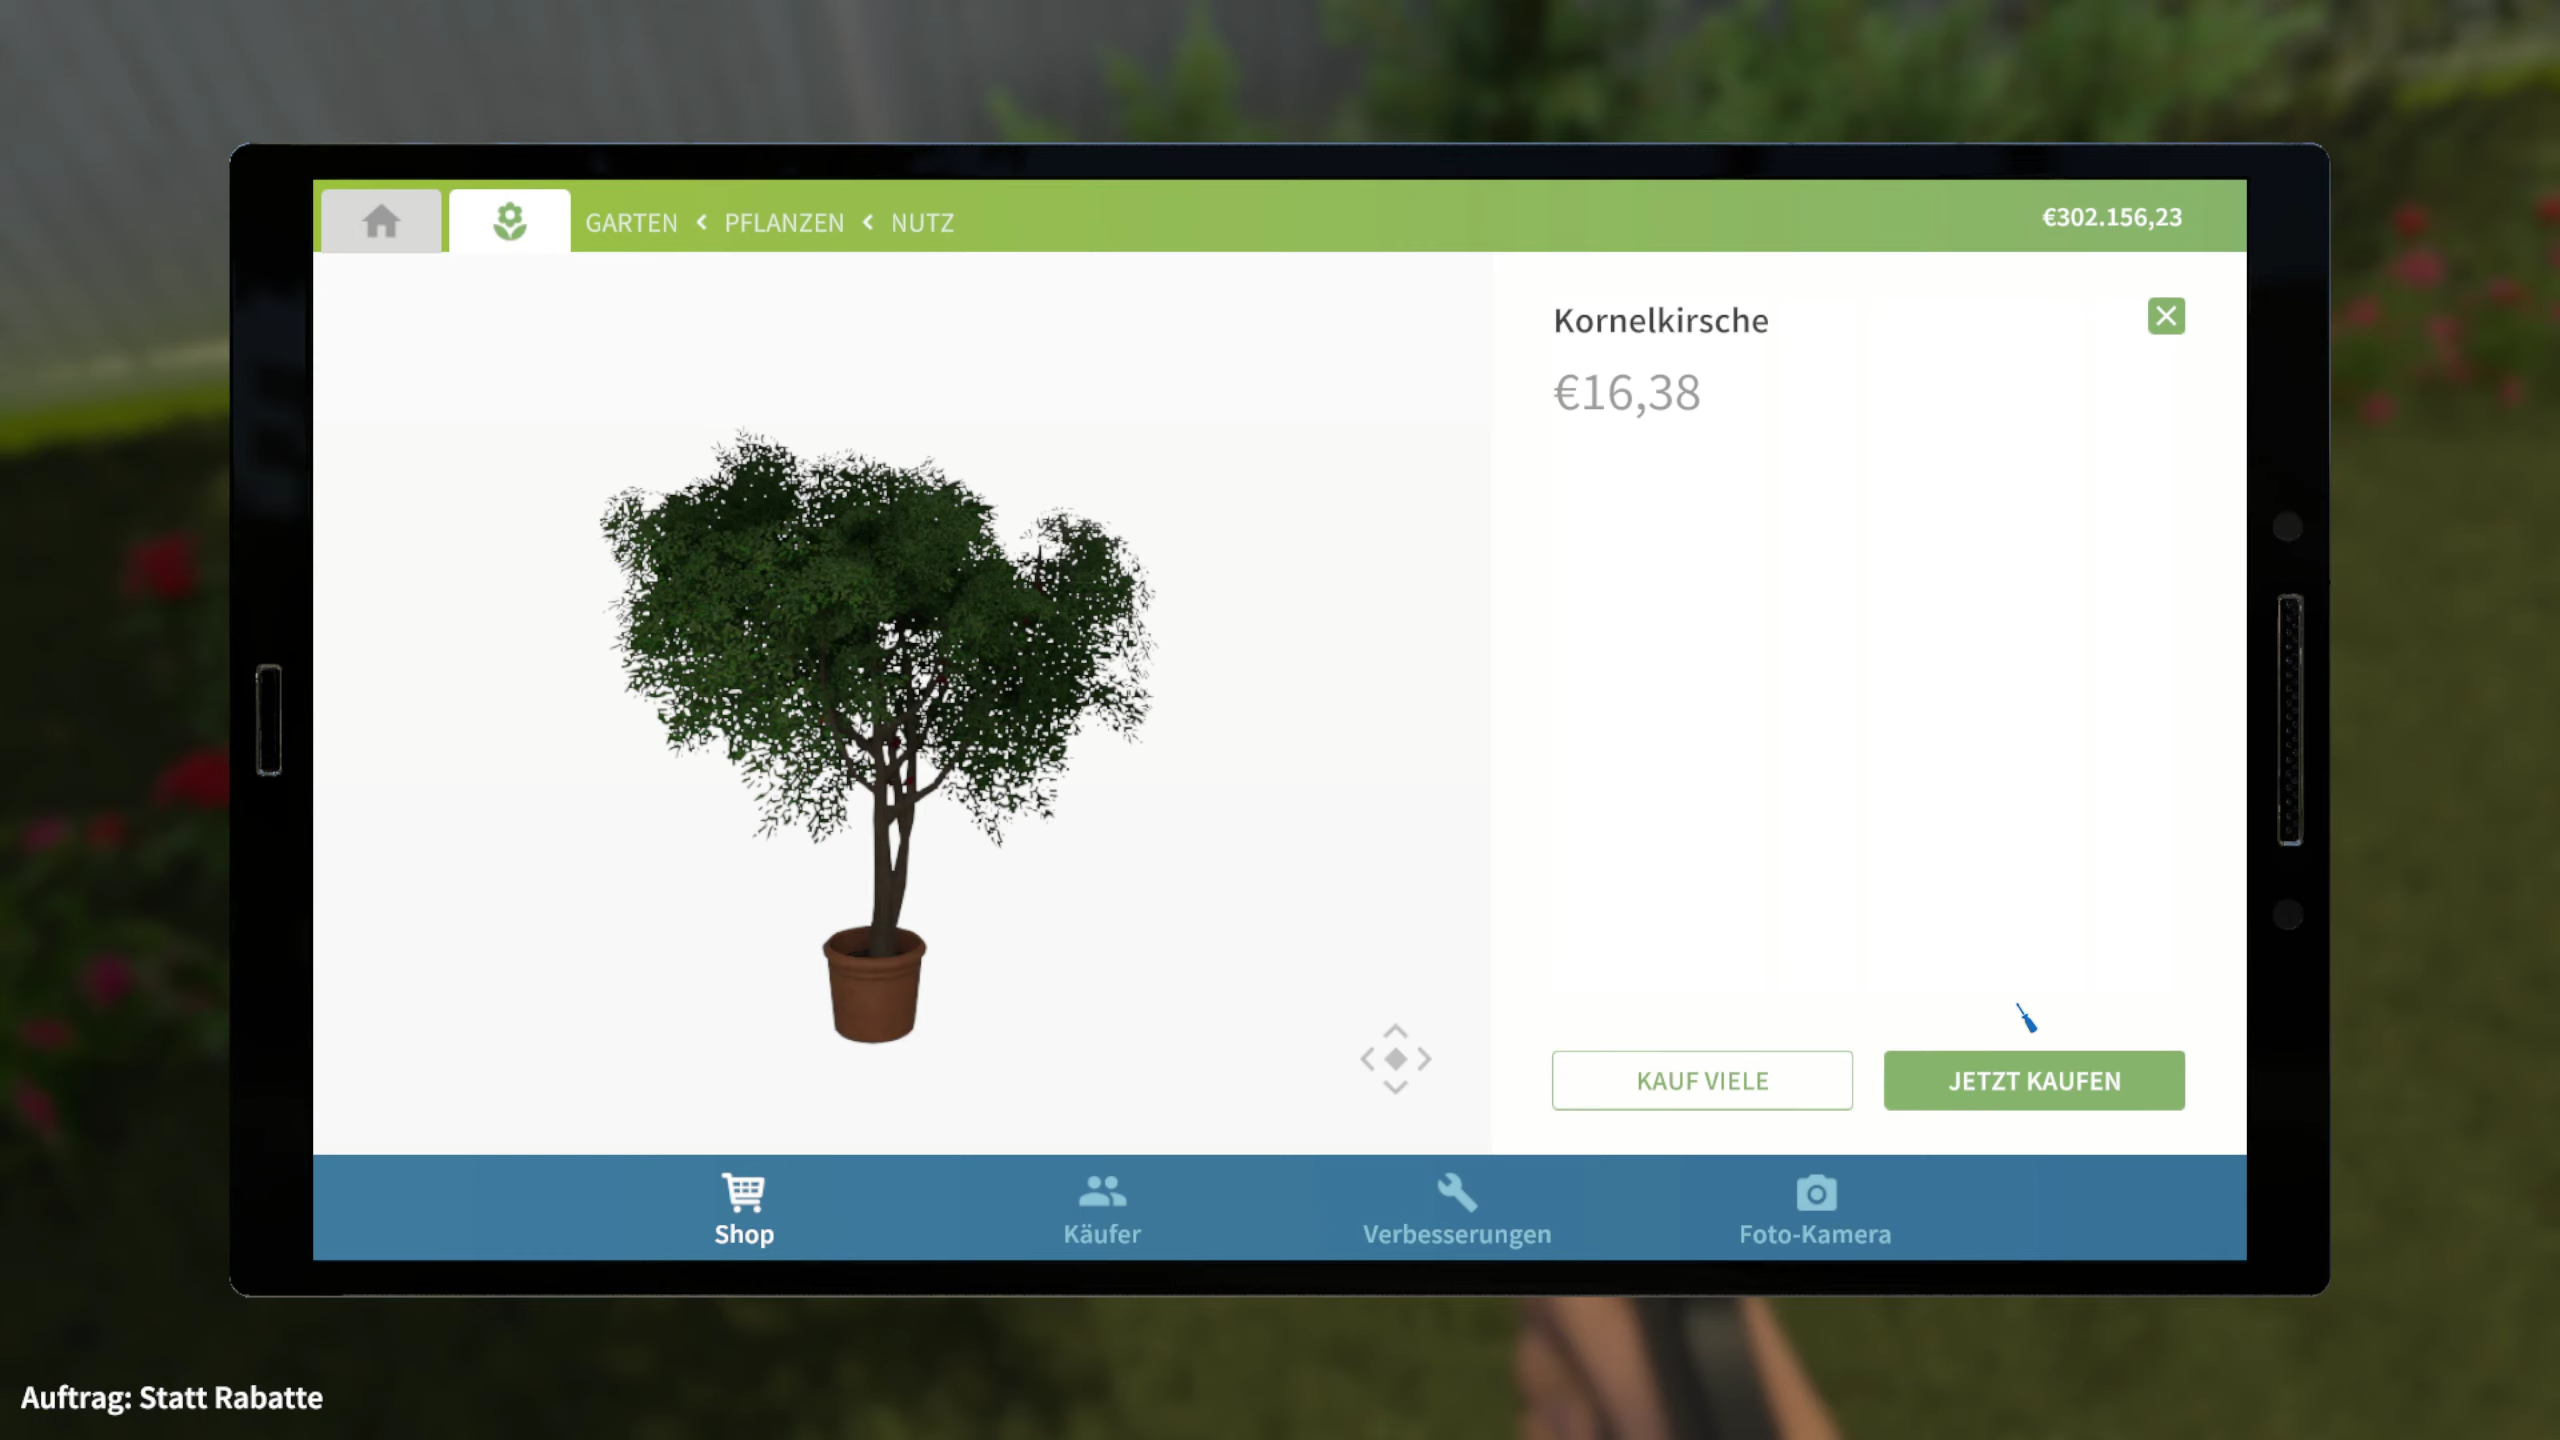 GARTEN < PFLANZEN < NUTZ
€302.156,23
Kornelkirsche
€16,38
KAUF VIELE
JETZT KAUFEN
Shop
Käufer
Verbesserungen
Foto-Kamera
Auftrag: Statt Rabatte